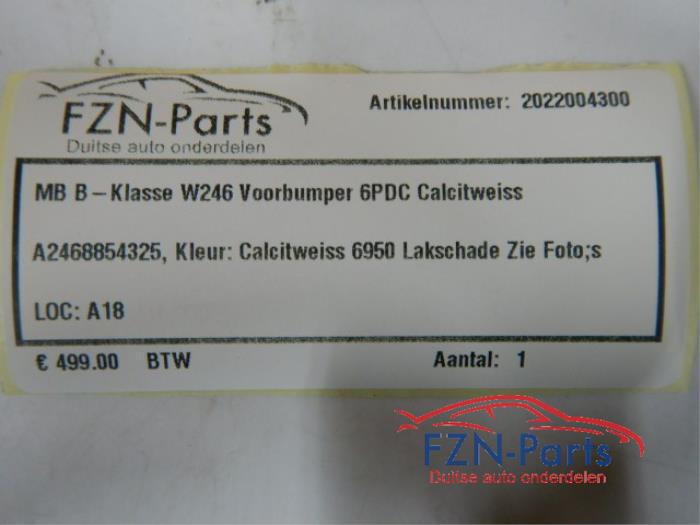 FZN-Parts
Duitse auto onderdelen
Artikelnummer: 2022004300
MB B-Klasse W246 Voorbumper 6PDC Calcitweiss
A2468854325, Kleur: Calcitweiss 6950 Lakschade Zie Foto;s
LOC: A18
€ 499.00 BTW
Aantal: 1
FZN-Parts
Duitse auto onderdelen